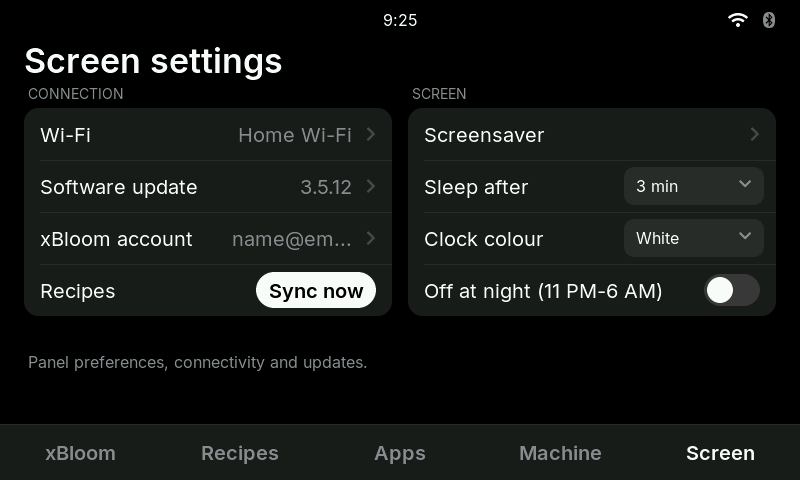 9:25
Screen settings
CONNECTION
Wi-Fi Home Wi-Fi
Software update 3.5.12
xBloom account name@em...
Recipes Sync now
SCREEN
Screensaver
Sleep after 3 min
Clock colour White
Off at night (11 PM-6 AM)
Panel preferences, connectivity and updates.
xBloom Recipes Apps Machine Screen